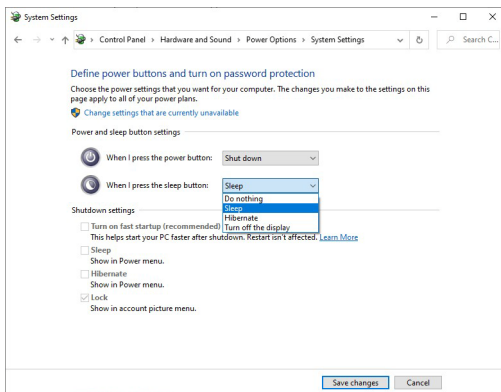 System Settings
Control Panel > Hardware and Sound > Power Options > System Settings
Search C...
Define power buttons and turn on password protection
Choose the power settings that you want for your computer. The changes you make to the settings on this
page apply to all of your power plans.
Change settings that are currently unavailable
Power and sleep button settings
When I press the power button: Shut down
When I press the sleep button: Sleep
Do nothing
Sleep
Hibernate
Turn off the display
Shutdown settings
Turn on fast startup (recommended)
This helps start your PC faster after shutdown. Restart isn't affected. Learn More
Sleep
Show in Power menu.
Hibernate
Show in Power menu.
Lock
Show in account picture menu.
Save changes Cancel